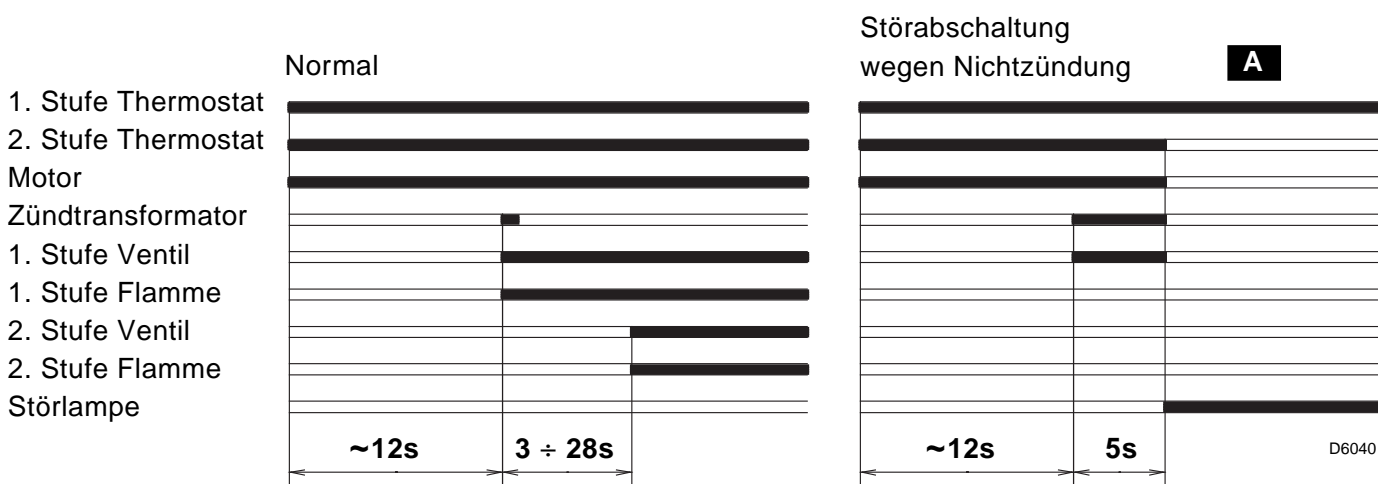 Normal
Störabschaltung
wegen Nichtzündung A
1. Stufe Thermostat
2. Stufe Thermostat
Motor
Zündtransformator
1. Stufe Ventil
1. Stufe Flamme
2. Stufe Ventil
2. Stufe Flamme
Störlampe
~12s 3 ÷ 28s
~12s 5s
D6040